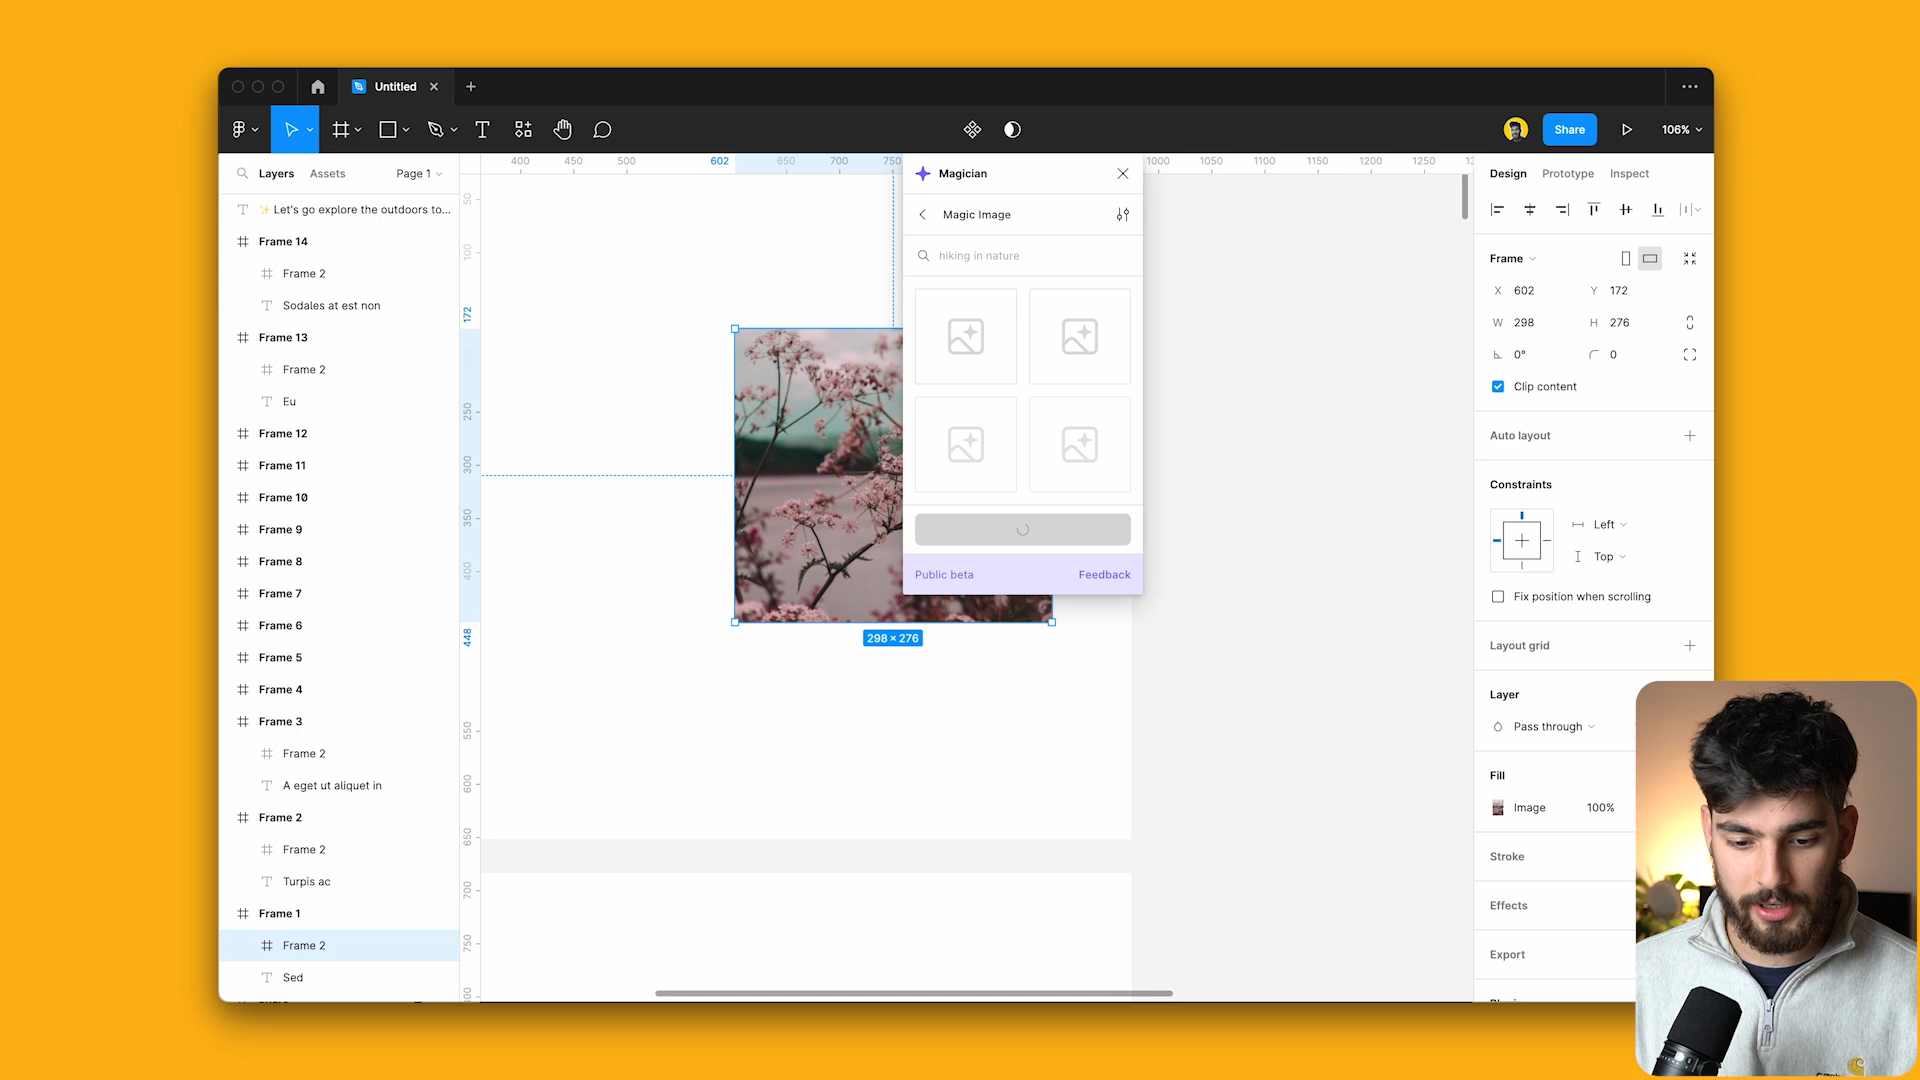 Untitled
Share
106%
Layers
Assets
Page 1
✨ Let's go explore the outdoors to...
Frame 14
Frame 2
Sodales at est non
Frame 13
Frame 2
Eu
Frame 12
Frame 11
Frame 10
Frame 9
Frame 8
Frame 7
Frame 6
Frame 5
Frame 4
Frame 3
Frame 2
A eget ut aliquet in
Frame 2
Frame 2
Turpis ac
Frame 1
Frame 2
Sed
400 450 500 602 650 700 750 1000 1050 1100 1150 1200 1250
50
100
172
250
300
350
400
448
550
600
650
700
750
Magician
Magic Image
hiking in nature
Public beta
Feedback
298 × 276
Design
Prototype
Inspect
Frame
X 602
Y 172
W 298
H 276
0°
0
Clip content
Auto layout
Constraints
Left
Top
Fix position when scrolling
Layout grid
Layer
Pass through
Fill
Image
100%
Stroke
Effects
Export